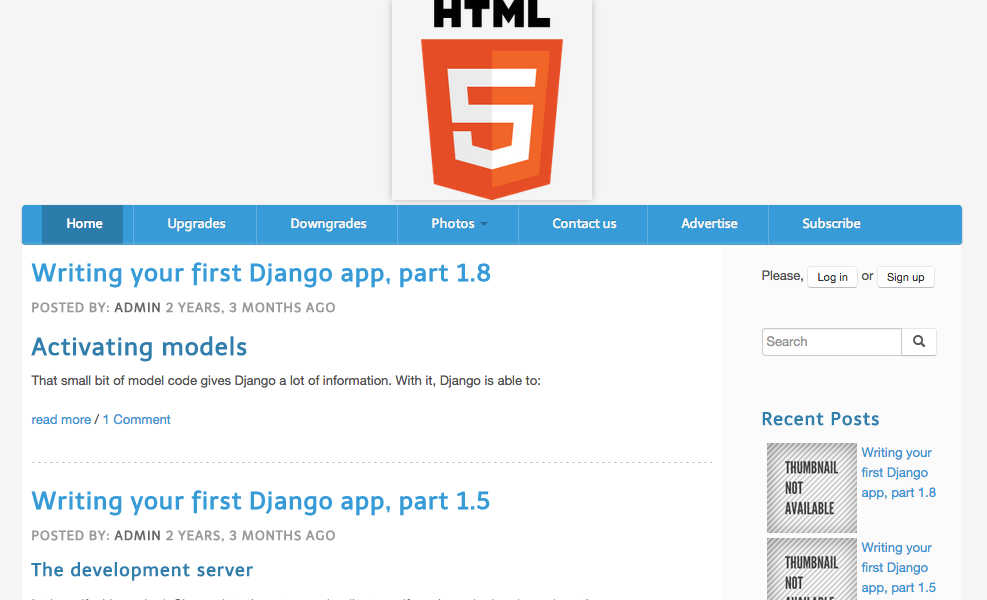 HTML
5
Home Upgrades Downgrades Photos Contact us Advertise Subscribe
Writing your first Django app, part 1.8
POSTED BY: ADMIN 2 YEARS, 3 MONTHS AGO
Activating models
That small bit of model code gives Django a lot of information. With it, Django is able to:
read more / 1 Comment
Writing your first Django app, part 1.5
POSTED BY: ADMIN 2 YEARS, 3 MONTHS AGO
The development server
Please, Log in or Sign up
Search
Recent Posts
THUMBNAIL
NOT
AVAILABLE
Writing your
first Django
app, part 1.8
THUMBNAIL
NOT
Writing your
first Django
app, part 1.5